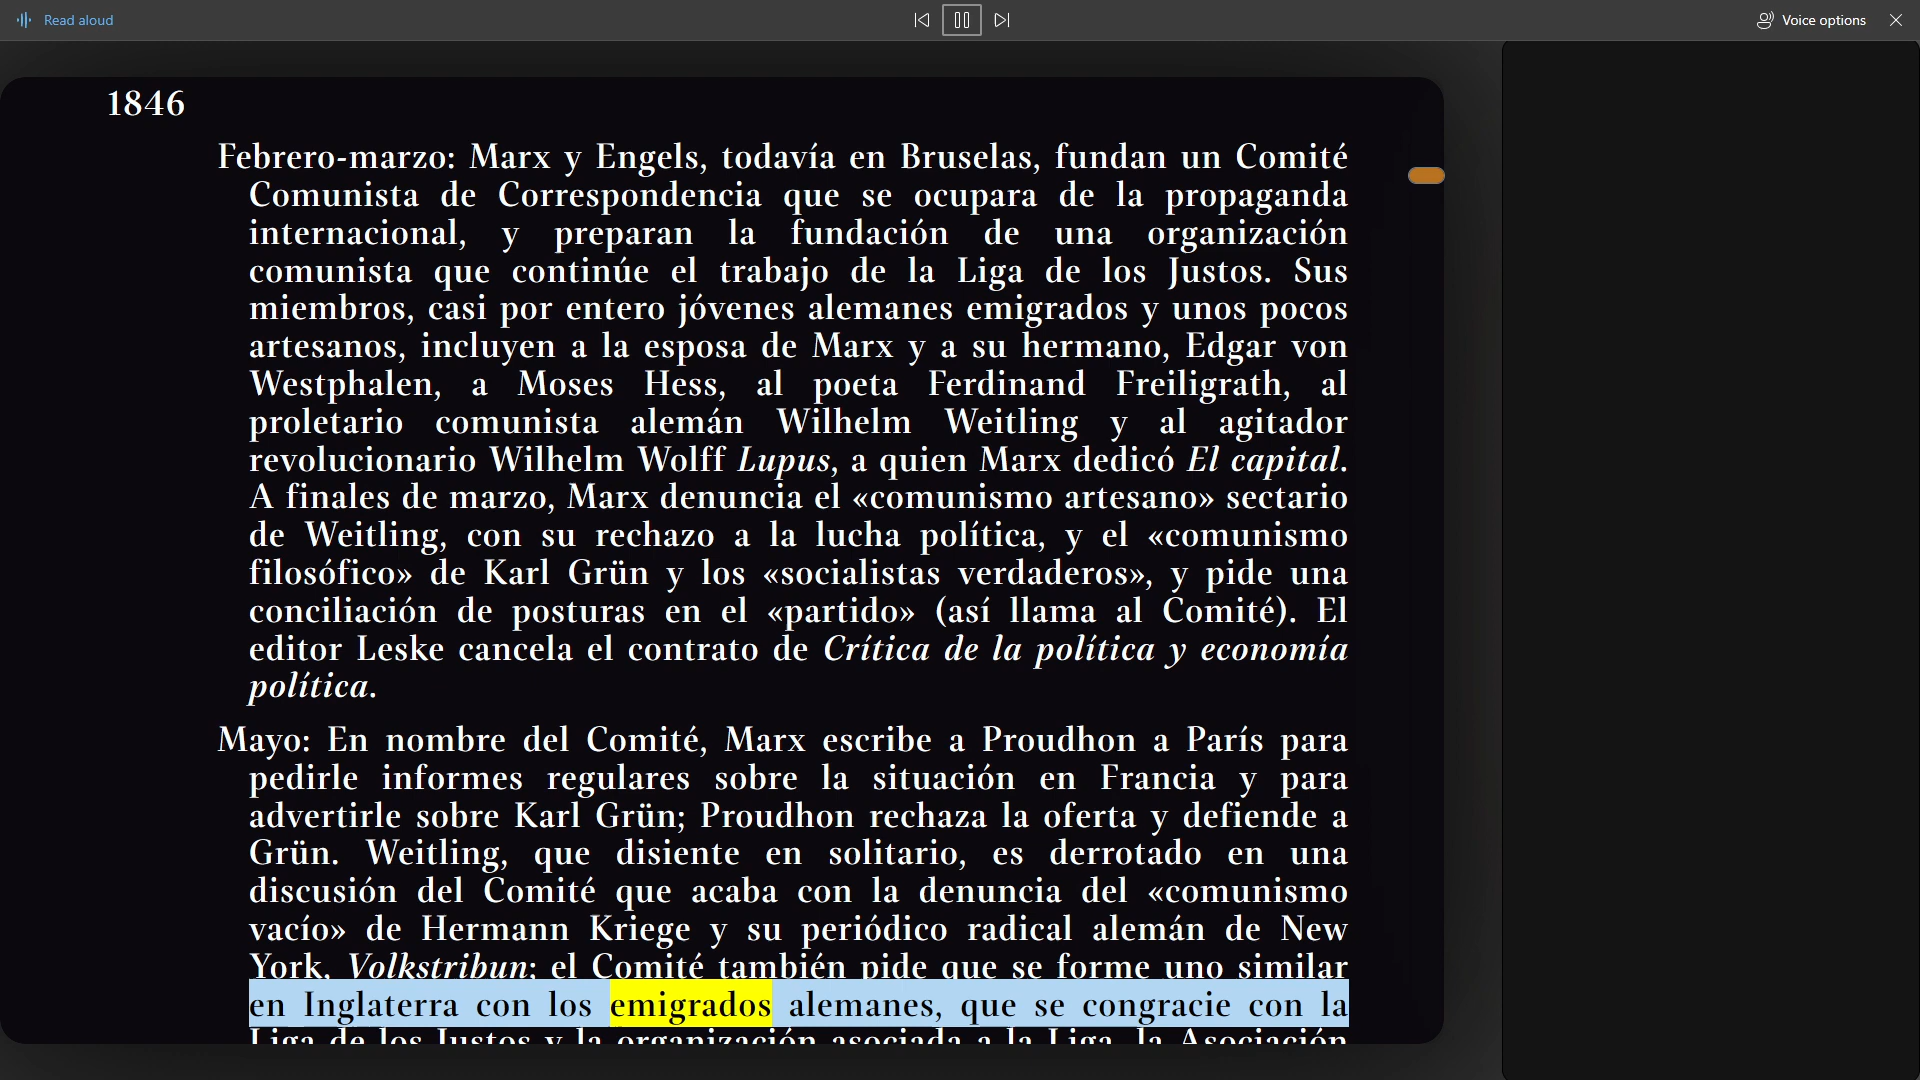 Read aloud
Voice options
1846
Febrero-marzo: Marx y Engels, todavía en Bruselas, fundan un Comité
Comunista de Correspondencia que se ocupara de la propaganda
internacional, y preparan la fundación de una organización
comunista que continúe el trabajo de la Liga de los Justos. Sus
miembros, casi por entero jóvenes alemanes emigrados y unos pocos
artesanos, incluyen a la esposa de Marx y a su hermano, Edgar von
Westphalen, a Moses Hess, al poeta Ferdinand Freiligrath, al
proletario comunista alemán Wilhelm Weitling y al agitador
revolucionario Wilhelm Wolff Lupus, a quien Marx dedicó El capital.
A finales de marzo, Marx denuncia el «comunismo artesano» sectario
de Weitling, con su rechazo a la lucha política, y el «comunismo
filosófico» de Karl Grün y los «socialistas verdaderos», y pide una
conciliación de posturas en el «partido» (así llama al Comité). El
editor Leske cancela el contrato de Crítica de la política y economía
política.
Mayo: En nombre del Comité, Marx escribe a Proudhon a París para
pedirle informes regulares sobre la situación en Francia y para
advertirle sobre Karl Grün; Proudhon rechaza la oferta y defiende a
Grün. Weitling, que disiente en solitario, es derrotado en una
discusión del Comité que acaba con la denuncia del «comunismo
vacío» de Hermann Kriege y su periódico radical alemán de New
York, Volkstribun; el Comité también pide que se forme uno similar
en Inglaterra con los emigrados alemanes, que se congracie con la
Liga de los Justos y la organización asociada a la Liga, la Asociación